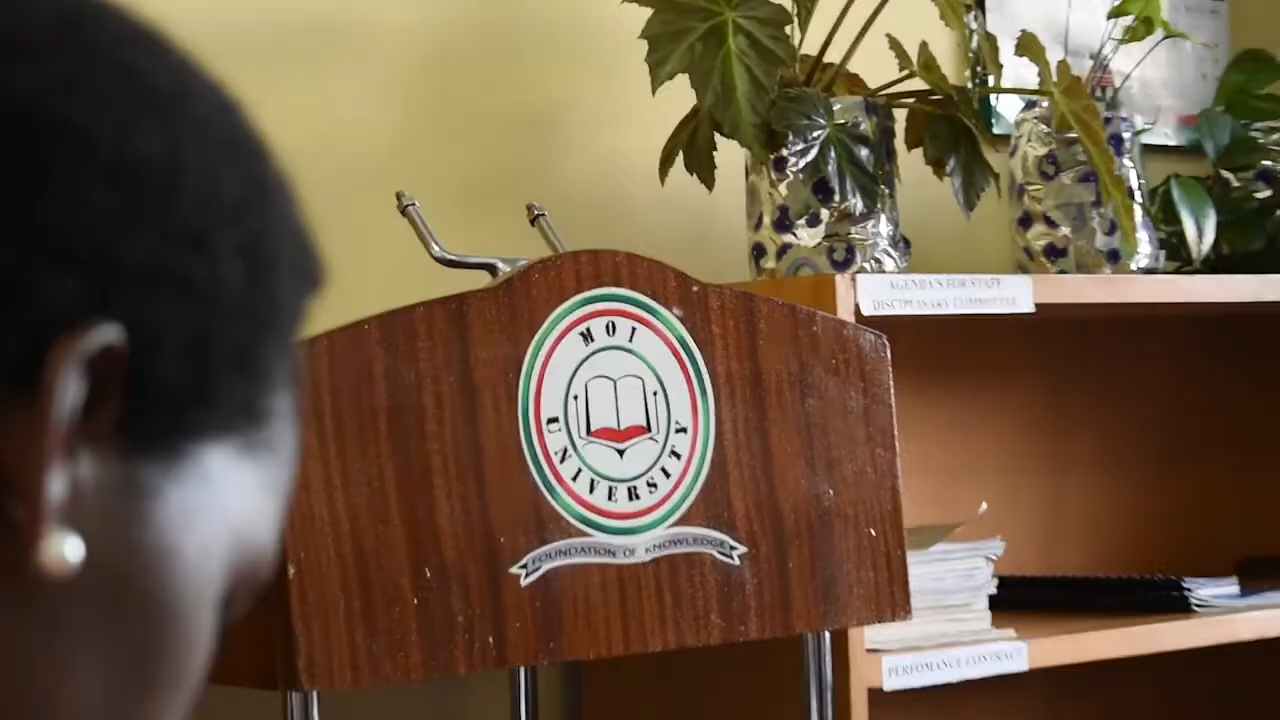 MOI
UNIVERSITY
FOUNDATION OF KNOWLEDGE
AGENDA'S FOR STAFF
DISCIPLINARY COMMITTEE
PERFOMANCE CONTRACT